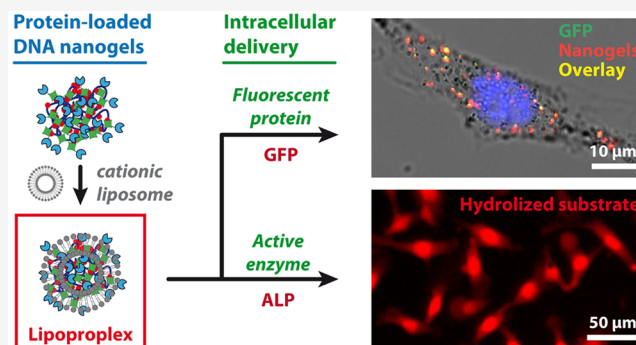 Protein-loaded
DNA nanogels
cationic
liposome
Lipoproplex
Intracellular
delivery
Fluorescent
protein
GFP
Active
enzyme
ALP
GFP
Nanogels
Overlay
10 µm
Hydrolized substrate
50 µm